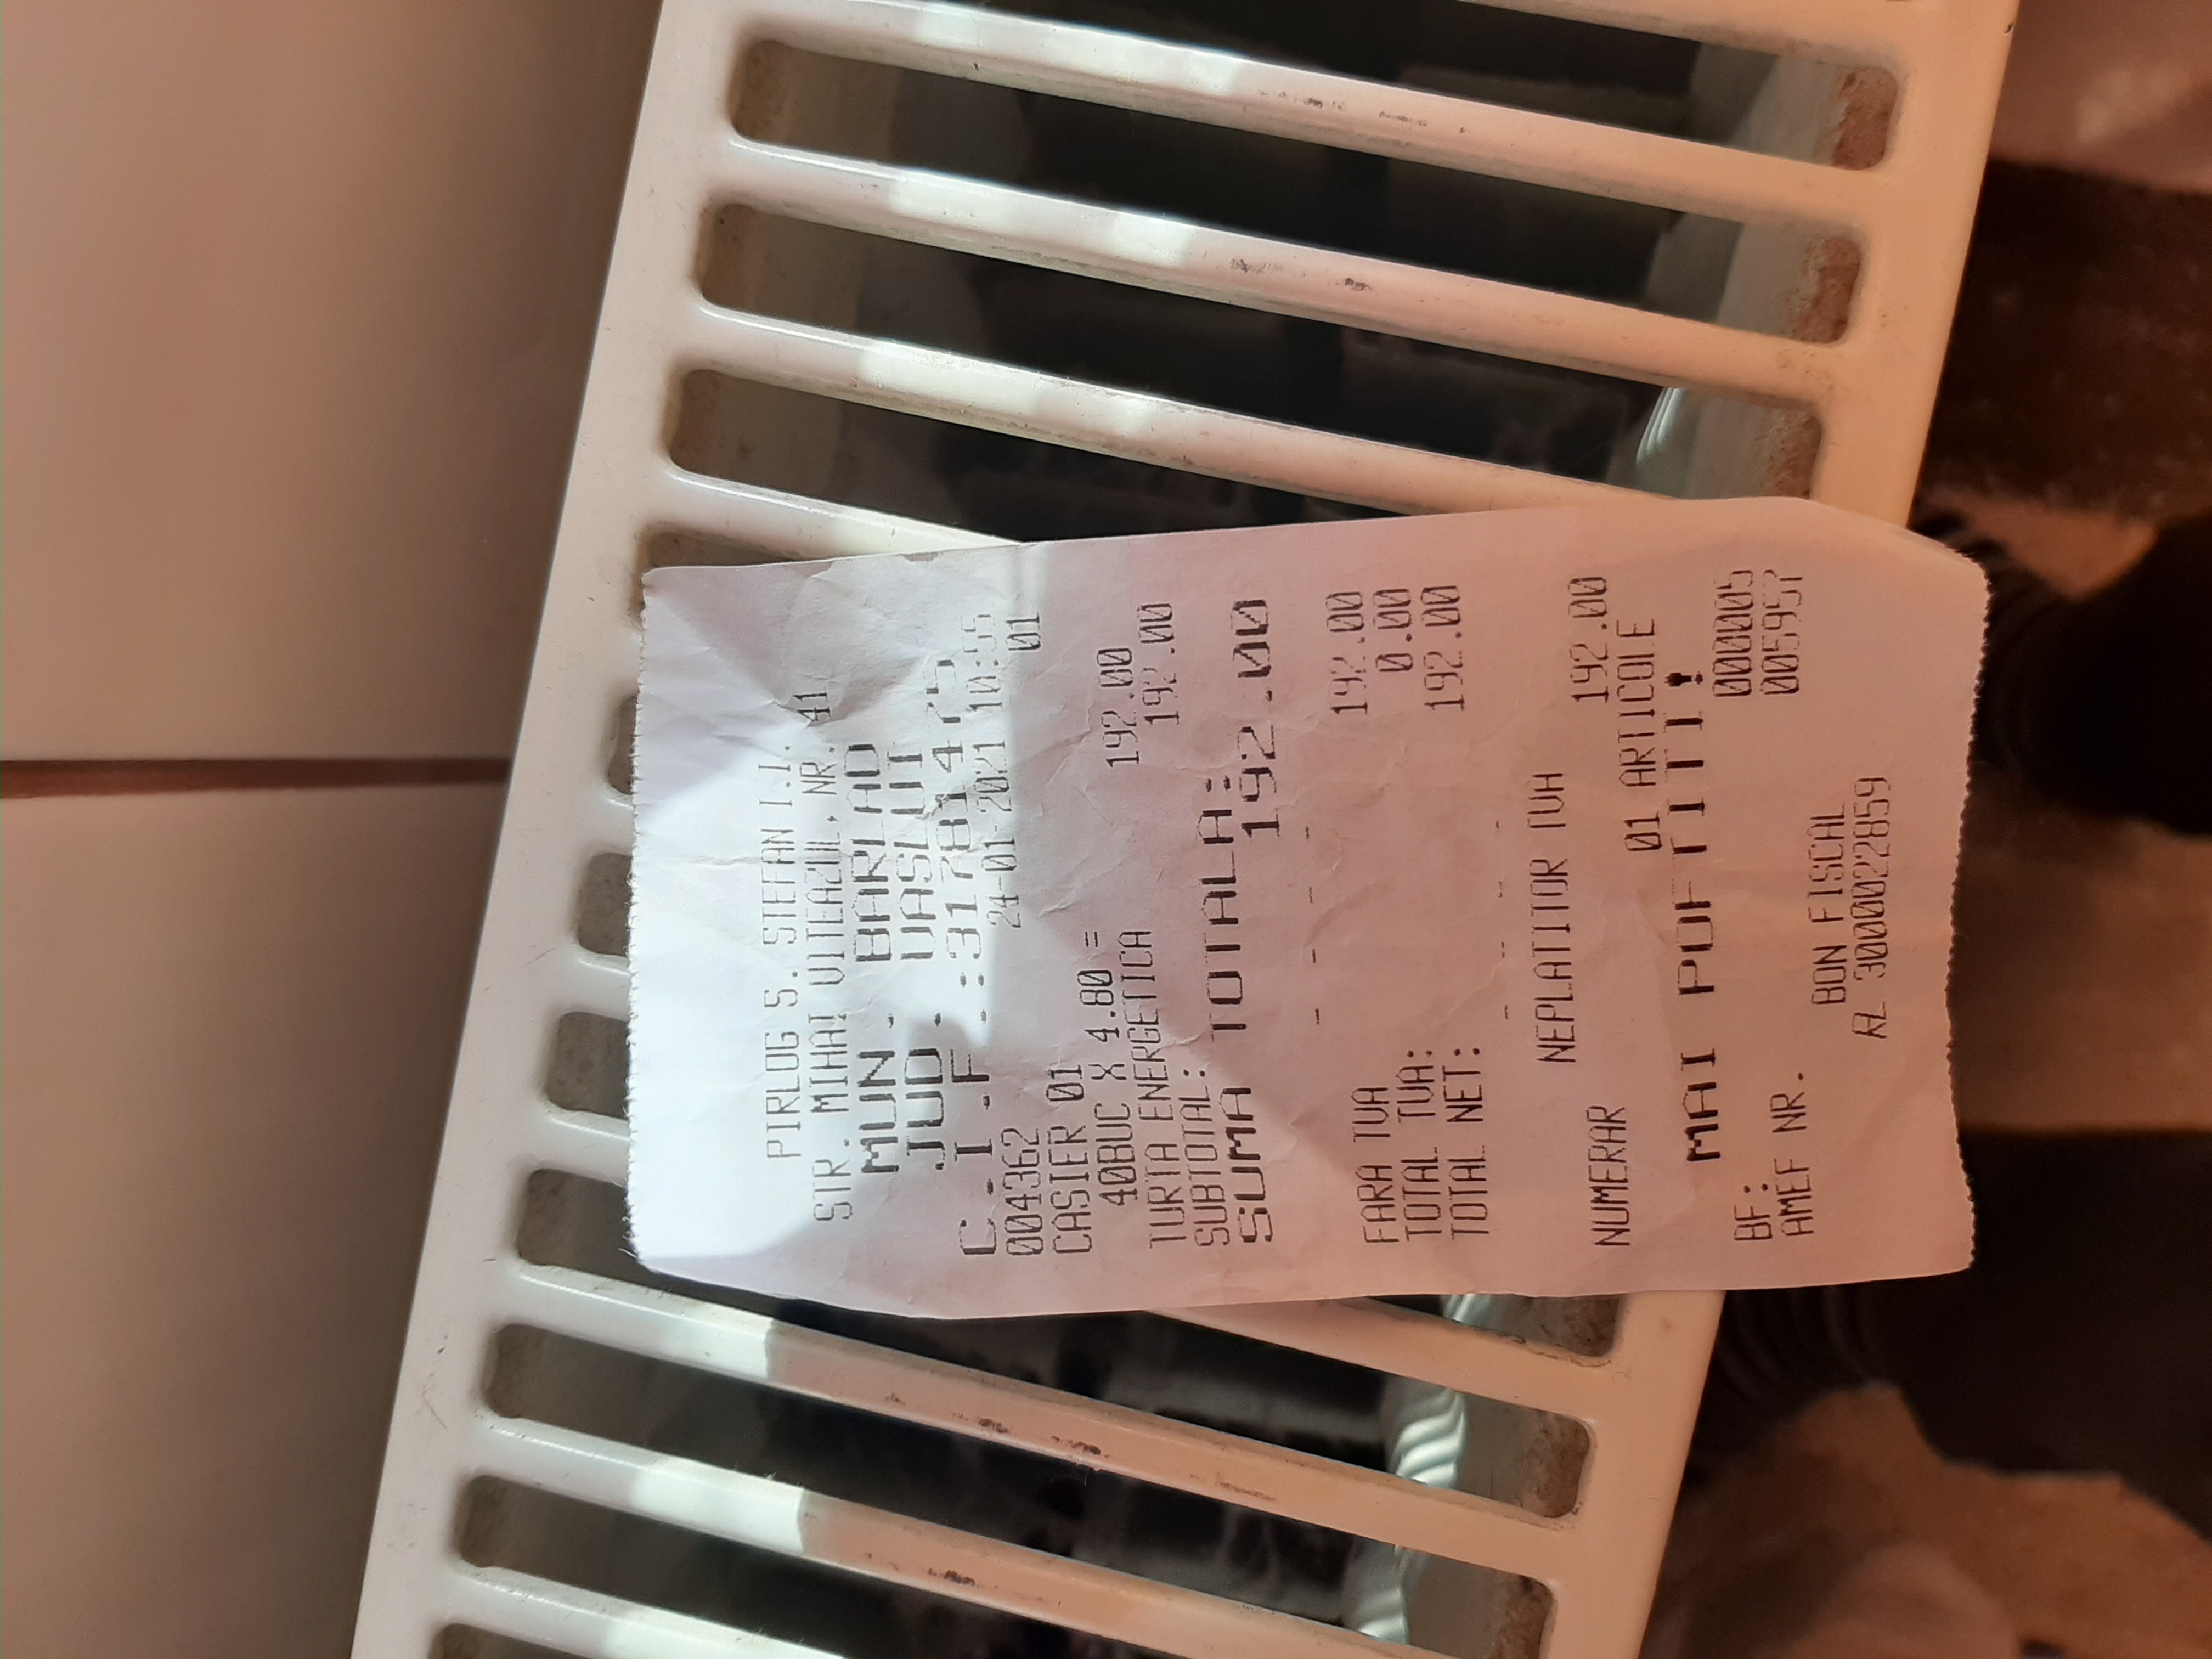 PIRLOG S. STEFAN I.I.
STR. MIHAI VITEAZUL, NR. 41
MUN. BARLAD
JUD. VASLUI
C.I.F.:31781475
004362 24-01-2021 10:55
CASIER 01 01
40BUC X 4.80 =
TURTA ENERGETICA 192.00
SUBTOTAL: 192.00
SUMA TOTALA:
192.00
FARA TVA 192.00
TOTAL TVA: 0.00
TOTAL NET: 192.00
NEPLATITOR TVA
NUMERAR 192.00
01 ARTICOLE
MAI POFTITI!
BF: 000005
AMEF NR. 005957
BON FISCAL
3000022859